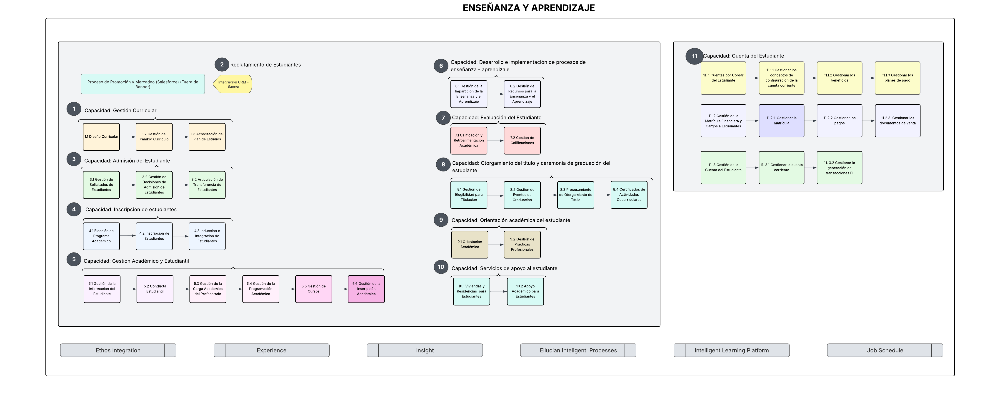 ENSEÑANZA Y APRENDIZAJE
2
Reclutamiento de Estudiantes
Proceso de Promoción y Mercadeo (Salesforce) (Fuera de
Banner)
Integración CRM -
Banner
1
Capacidad: Gestión Curricular
1.1 Diseño Curricular
1.2 Gestión del
cambio Curriculo
1.3 Acreditación del
Plan de Estudios
3
Capacidad: Admisión del Estudiante
3.1 Gestión de
Solicitudes de
Estudiantes
3.2 Gestión de
Decisiones de
Admisión de
Estudiantes
3.2 Articulación de
Transferencia de
Estudiantes
4
Capacidad: Inscripción de estudiantes
4.1 Elección de
Programa
Académico
4.2 Inscripción de
Estudiantes
4.3 Inducción e
Integración de
Estudiantes
5
Capacidad: Gestión Académico y Estudiantil
5.1 Gestión de la
Información del
Estudiante
5.2 Conducta
Estudiantil
5.3 Gestión de la
Carga Académica
del Profesorado
5.4 Gestión de la
Programación
Académica
5.5 Gestión de
Cursos
5.6 Gestión de la
Inscripción
Académica
6
Capacidad: Desarrollo e implementación de procesos de
enseñanza - aprendizaje
6.1 Gestión de la
Impartición de la
Enseñanza y el
Aprendizaje
6.2 Gestión de
Recursos para la
Enseñanza y el
Aprendizaje
7
Capacidad: Evaluación del Estudiante
7.1 Calificación y
Retroalimentación
Académica
7.2 Gestión de
Calificaciones
8
Capacidad: Otorgamiento del título y ceremonia de graduación del
estudiante
8.1 Gestión de
Elegibilidad para
Titulación
8.2 Gestión de
Eventos de
Graduación
8.3 Procesamiento
de Otorgamiento de
Título
8.4 Certificados de
Actividades
Cocurriculares
9
Capacidad: Orientación académica del estudiante
9.1 Orientación
Académica
9.2 Gestión de
Prácticas
Profesionales
10
Capacidad: Servicios de apoyo al estudiante
10.1 Viviendas y
Residencias para
Estudiantes
10.2 Apoyo
Académico para
Estudiantes
11
Capacidad: Cuenta del Estudiante
11. 1 Cuentas por Cobrar
del Estudiante
11.1.1 Gestionar los
conceptos de
configuración de la
cuenta corriente
11.1.2 Gestionar los
beneficios
11.1.3 Gestionar los
planes de pago
11. 2 Gestión de la
Matrícula Financiera y
Cargos a Estudiantes
11.2.1 Gestionar la
matrícula
11.2.2 Gestionar los
pagos
11.2.3 Gestionar los
documentos de venta
11. 3 Gestión de la
Cuenta del Estudiante
11. 3.1 Gestionar la cuenta
corriente
11. 3.2 Gestionar la
generación de
transacciones FI
Ethos Integration
Experience
Insight
Ellucian Inteligent Processes
Intelligent Learning Platform
Job Schedule